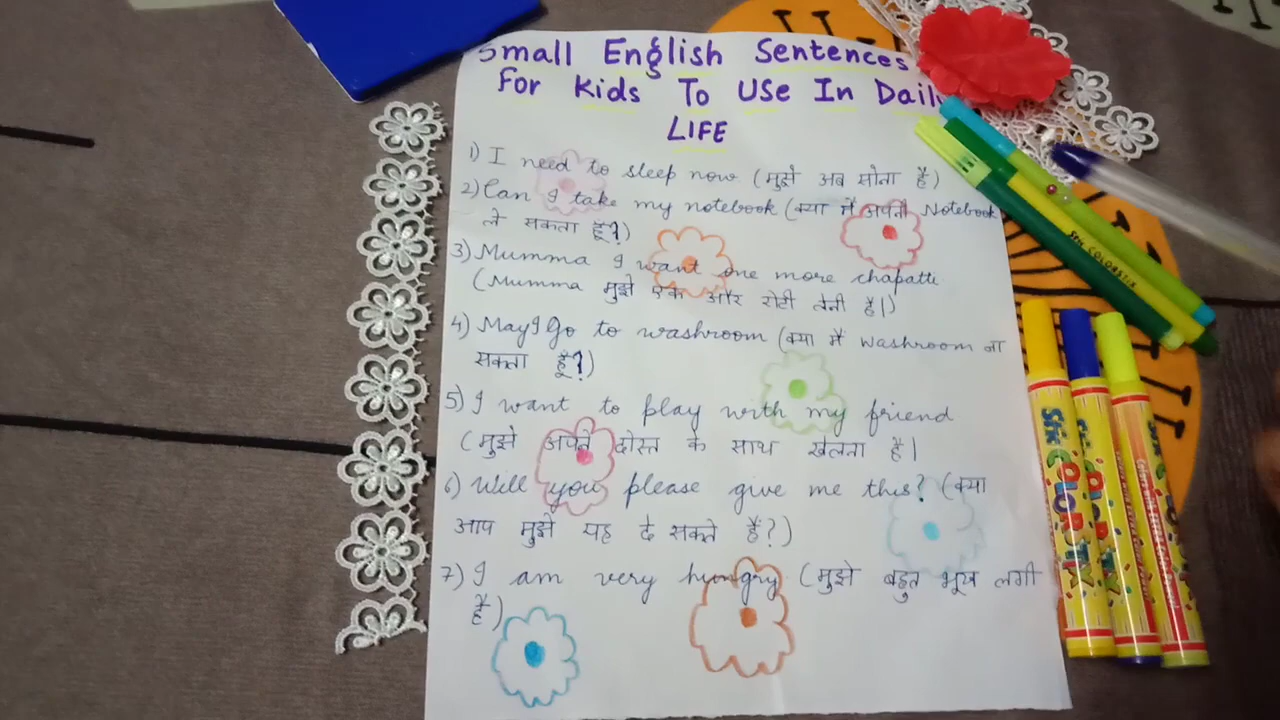 Small English Sentences
For Kids To Use In Daily
LIFE
1) I need to sleep now (मुझे अब सोना है)
2) Can I take my notebook (क्या मैं अपनी Notebook
ले सकता हूँ?)
3) Mumma I want one more chapatti
(Mumma मुझे एक और रोटी लेनी है।)
4) May I Go to washroom (क्या मैं washroom जा
सकता हूँ?)
5) I want to play with my friend
(मुझे अपने दोस्त के साथ खेलना है।
6) Will you please give me this? (क्या
आप मुझे यह दे सकते हैं?)
7) I am very hungry (मुझे बहुत भूख लगी
है)
STIC COLORSTIX
Stic COLORSTIX